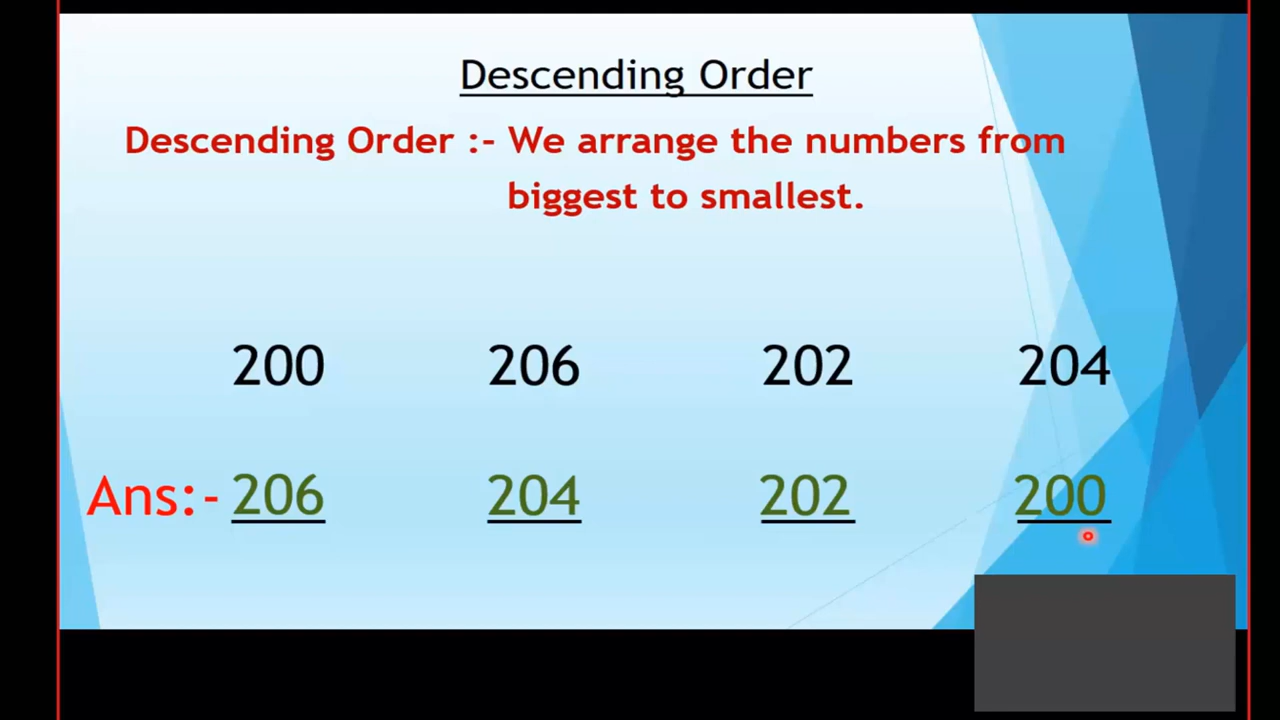 Descending Order
Descending Order :- We arrange the numbers from
biggest to smallest.
200 206 202 204
Ans:- 206 204 202 200